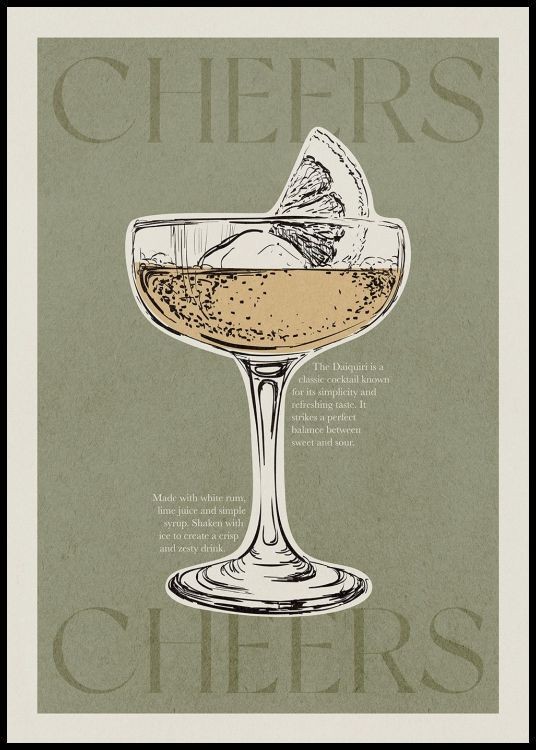 CHEERS
The Daiquiri is a
classic cocktail known
for its simplicity and
refreshing taste. It
strikes a perfect
balance between
sweet and sour.
Made with white rum,
lime juice and simple
syrup. Shaken with
ice to create a crisp
and zesty drink.
CHEERS